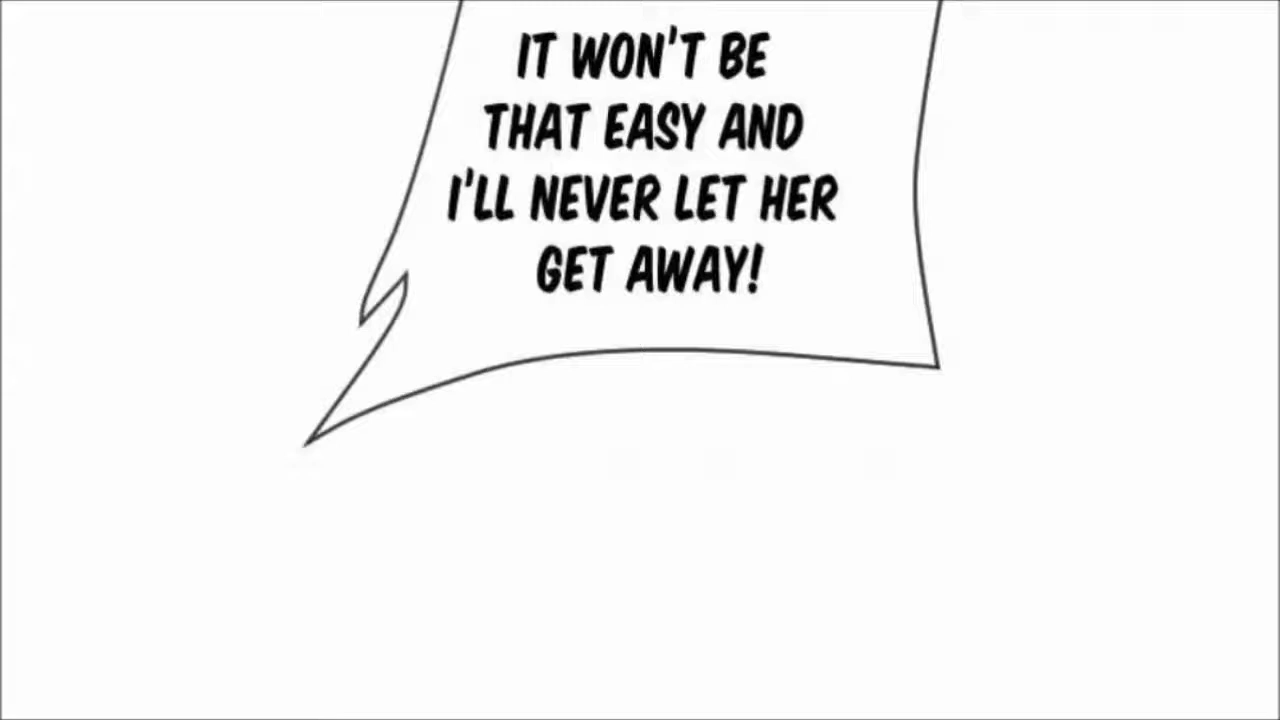 IT WON'T BE
THAT EASY AND
I'LL NEVER LET HER
GET AWAY!